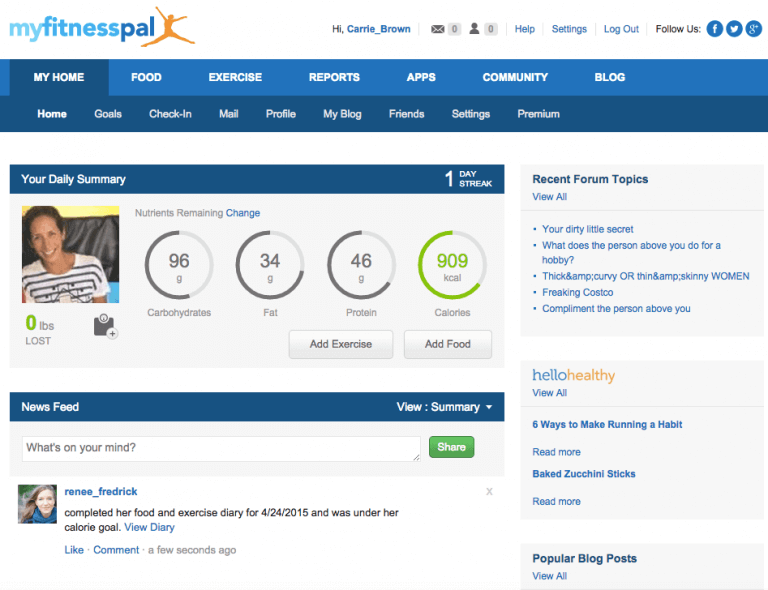 myfitnesspal
Hi, Carrie_Brown 0 0 Help Settings Log Out Follow Us:
MY HOME FOOD EXERCISE REPORTS APPS COMMUNITY BLOG
Home Goals Check-In Mail Profile My Blog Friends Settings Premium
Your Daily Summary
1 DAY STREAK
Nutrients Remaining Change
96 g
34 g
46 g
909 kcal
Carbohydrates Fat Protein Calories
0 lbs
LOST
Add Exercise Add Food
News Feed View : Summary
What's on your mind? Share
renee_fredrick x
completed her food and exercise diary for 4/24/2015 and was under her
calorie goal. View Diary
Like · Comment · a few seconds ago
Recent Forum Topics
View All
• Your dirty little secret
• What does the person above you do for a
hobby?
• Thick&amp;curvy OR thin&amp;skinny WOMEN
• Freaking Costco
• Compliment the person above you
hellohealthy
View All
6 Ways to Make Running a Habit
Read more
Baked Zucchini Sticks
Read more
Popular Blog Posts
View All